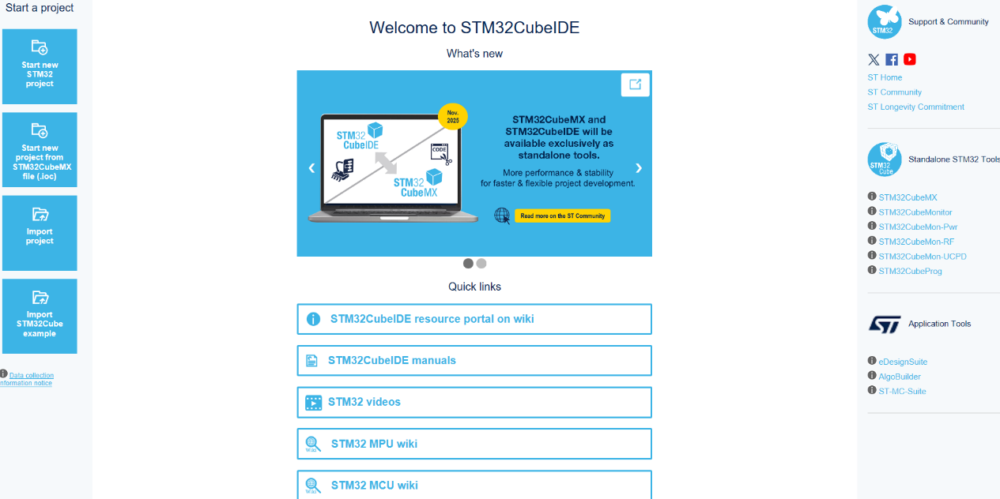 Start a project
Start new
STM32
project
Start new
project from
STM32CubeMX
file (.ioc)
Import
project
Import
STM32Cube
example
Data collection
information notice
Welcome to STM32CubeIDE
What's new
Nov.
2025
STM32
CubeIDE
CODE
STM32
CubeMX
STM32CubeMX and
STM32CubeIDE will be
available exclusively as
standalone tools.
More performance & stability
for faster & flexible project development.
Read more on the ST Community
Quick links
STM32CubeIDE resource portal on wiki
STM32CubeIDE manuals
STM32 videos
Wiki
STM32 MPU wiki
Wiki
STM32 MCU wiki
STM32
Support & Community
ST Home
ST Community
ST Longevity Commitment
STM32
Cube
Standalone STM32 Tools
STM32CubeMX
STM32CubeMonitor
STM32CubeMon-Pwr
STM32CubeMon-RF
STM32CubeMon-UCPD
STM32CubeProg
ST
Application Tools
eDesignSuite
AlgoBuilder
ST-MC-Suite